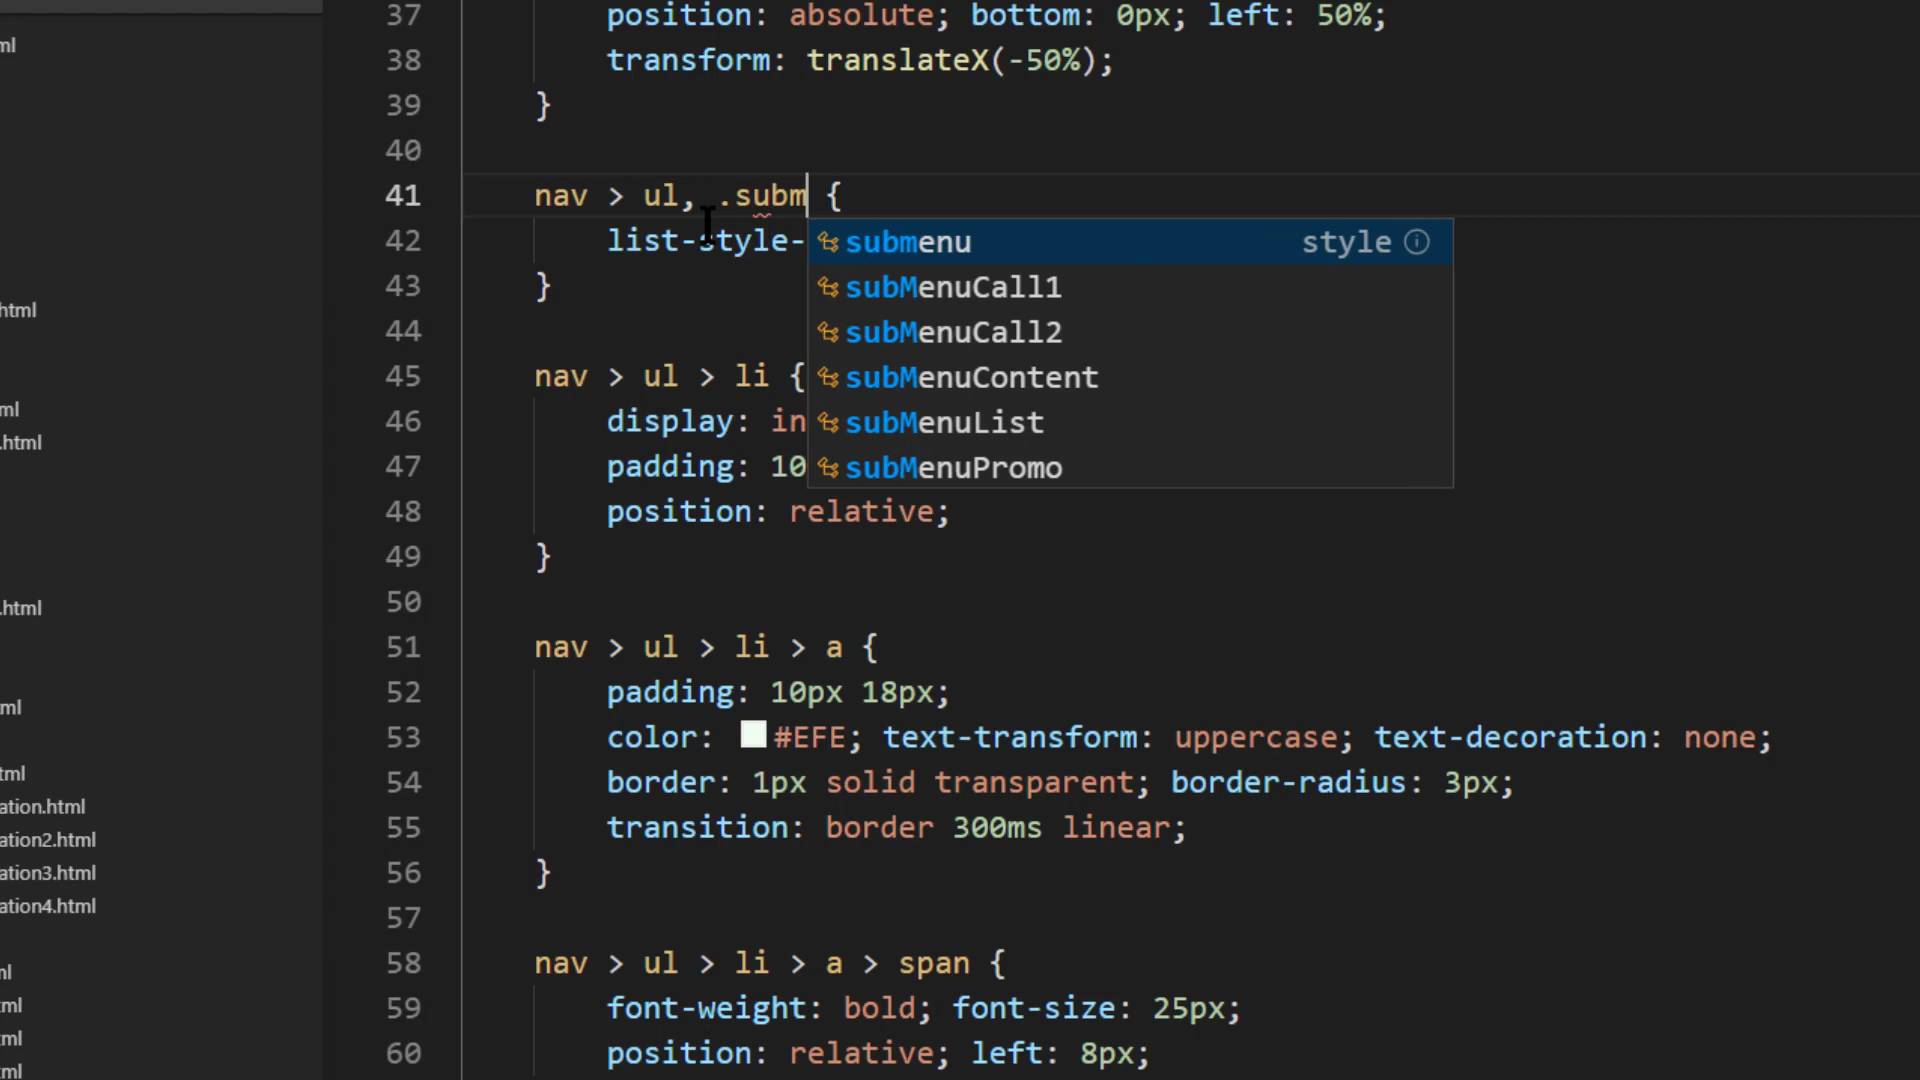 37 position: absolute; bottom: 0px; left: 50%;
ml
38 transform: translateX(-50%);
39 }
40
41 nav > ul, .subm {
42 list-style-
submenu style
43 }
subMenuCall1
html
44
subMenuCall2
45 nav > ul > li {
subMenuContent
ml
46 display: in
subMenuList
.html
47 padding: 10
subMenuPromo
48 position: relative;
49 }
50
.html
51 nav > ul > li > a {
52 padding: 10px 18px;
ml
53 color: #EFE; text-transform: uppercase; text-decoration: none;
tml
54 border: 1px solid transparent; border-radius: 3px;
ation.html
55 transition: border 300ms linear;
ation2.html
56 }
ation3.html
ation4.html
57
58 nav > ul > li > a > span {
ml
59 font-weight: bold; font-size: 25px;
tml
tml
60 position: relative; left: 8px;
tml